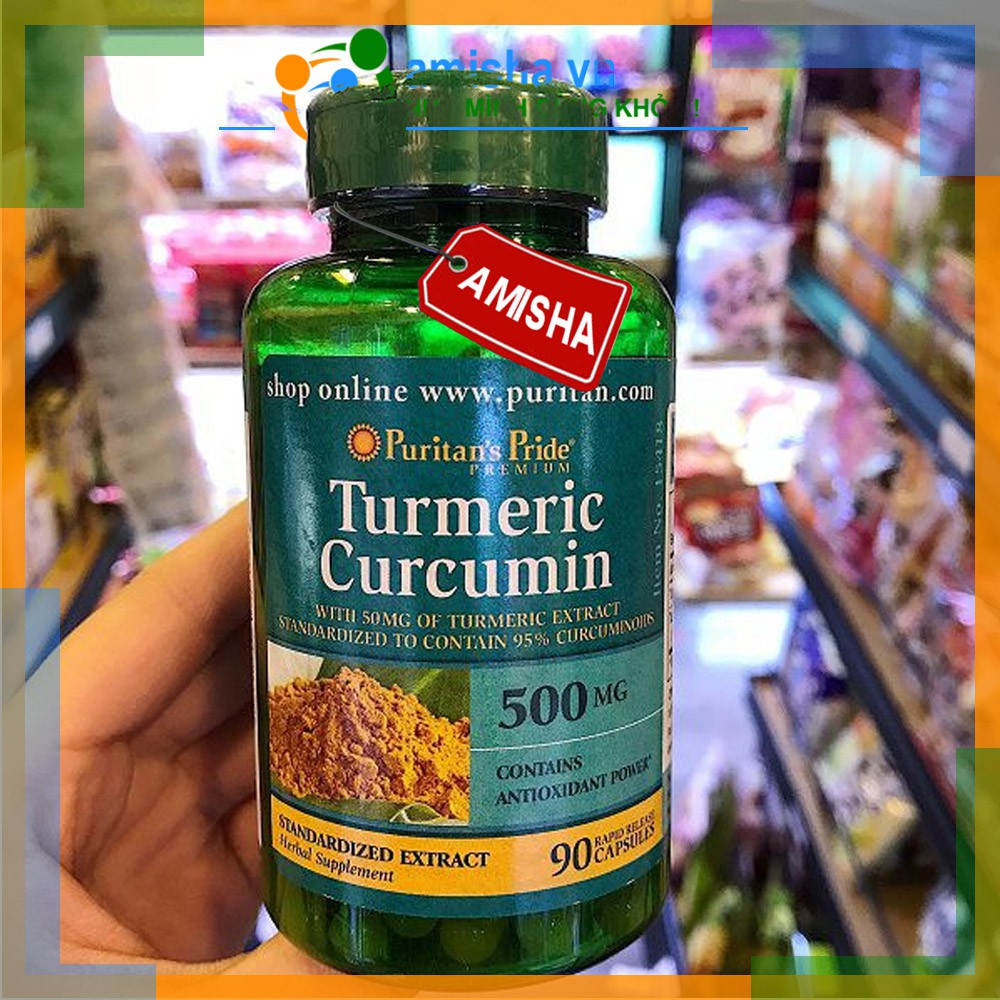 amisha.vn
KHỎ !
AMISHA
shop online www.puritan.com
Puritan's Pride®
PREMIUM
Turmeric
Curcumin
WITH 50MG OF TURMERIC EXTRACT
STANDARDIZED TO CONTAIN 95% CURCUMINOIDS
500 MG
CONTAINS
ANTIOXIDANT POWER*
STANDARDIZED EXTRACT
Herbal Supplement
90 RAPID RELEASE
CAPSULES